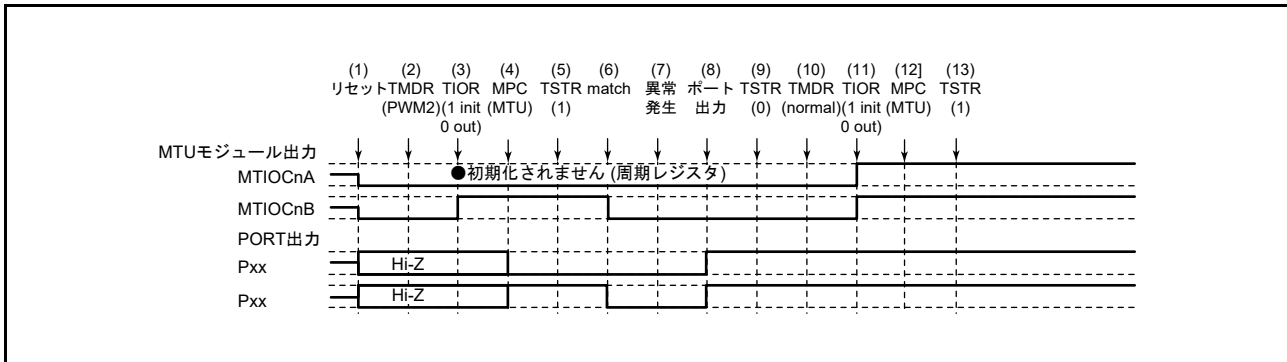 (1) (2) (3) (4) (5) (6) (7) (8) (9) (10) (11) (12] (13)
リセット TMDR TIOR MPC TSTR match 異常 ポート TSTR TMDR TIOR MPC TSTR
(PWM2) (1 init (MTU) (1) 発生 出力 (0) (normal) (1 init (MTU) (1)
0 out) 0 out)
MTUモジュール出力
MTIOCnA ●初期化されません (周期レジスタ)
MTIOCnB
PORT出力
Pxx Hi-Z
Pxx Hi-Z